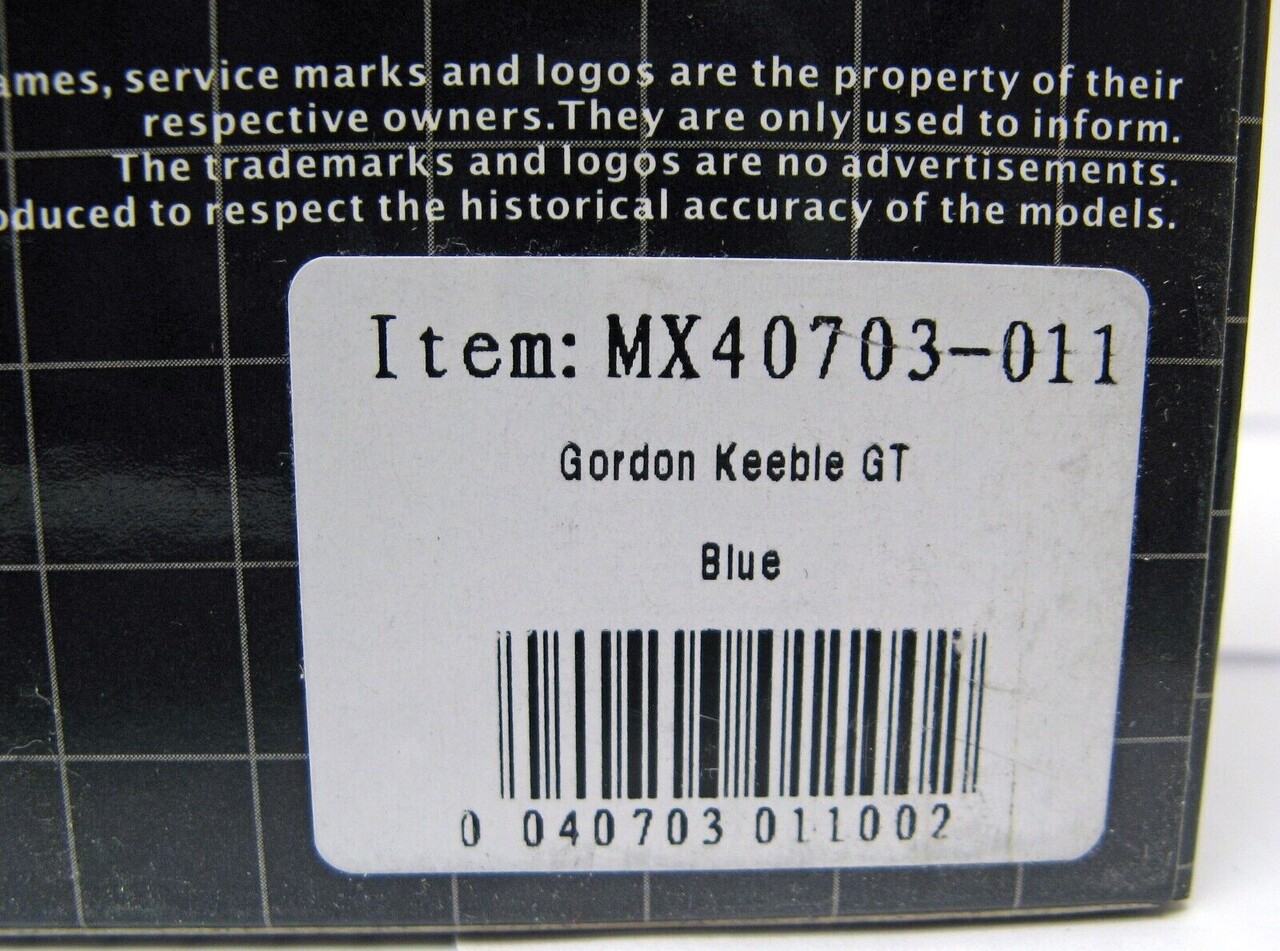 ames, service marks and logos are the property of their
respective owners.They are only used to inform.
The trademarks and logos are no advertisements.
oduced to respect the historical accuracy of the models.
Item: MX40703-011
Gordon Keeble GT
Blue
0 040703 011002